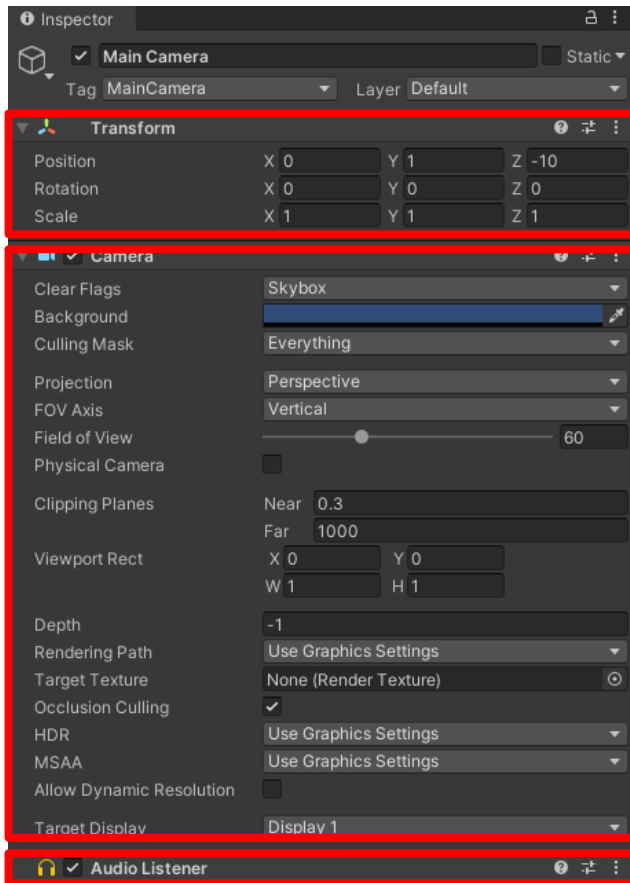 Inspector
Main Camera Static
Tag MainCamera Layer Default
Transform
Position X 0 Y 1 Z -10
Rotation X 0 Y 0 Z 0
Scale X 1 Y 1 Z 1
Camera
Clear Flags Skybox
Background
Culling Mask Everything
Projection Perspective
FOV Axis Vertical
Field of View 60
Physical Camera
Clipping Planes Near 0.3
Far 1000
Viewport Rect X 0 Y 0
W 1 H 1
Depth -1
Rendering Path Use Graphics Settings
Target Texture None (Render Texture)
Occlusion Culling
HDR Use Graphics Settings
MSAA Use Graphics Settings
Allow Dynamic Resolution
Target Display Display 1
Audio Listener